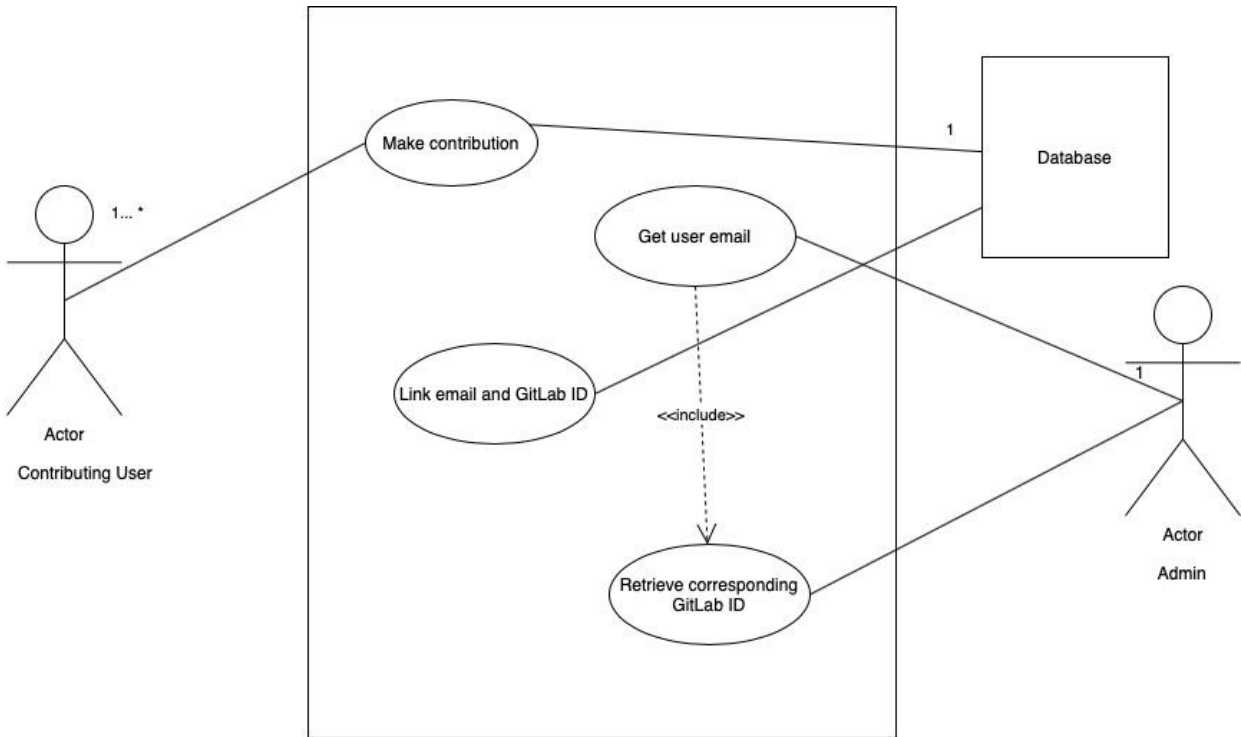 Make contribution
1
Database
1... *
Get user email
Link email and GitLab ID
<<include>>
1
Actor
Contributing User
Actor
Admin
Retrieve corresponding
GitLab ID